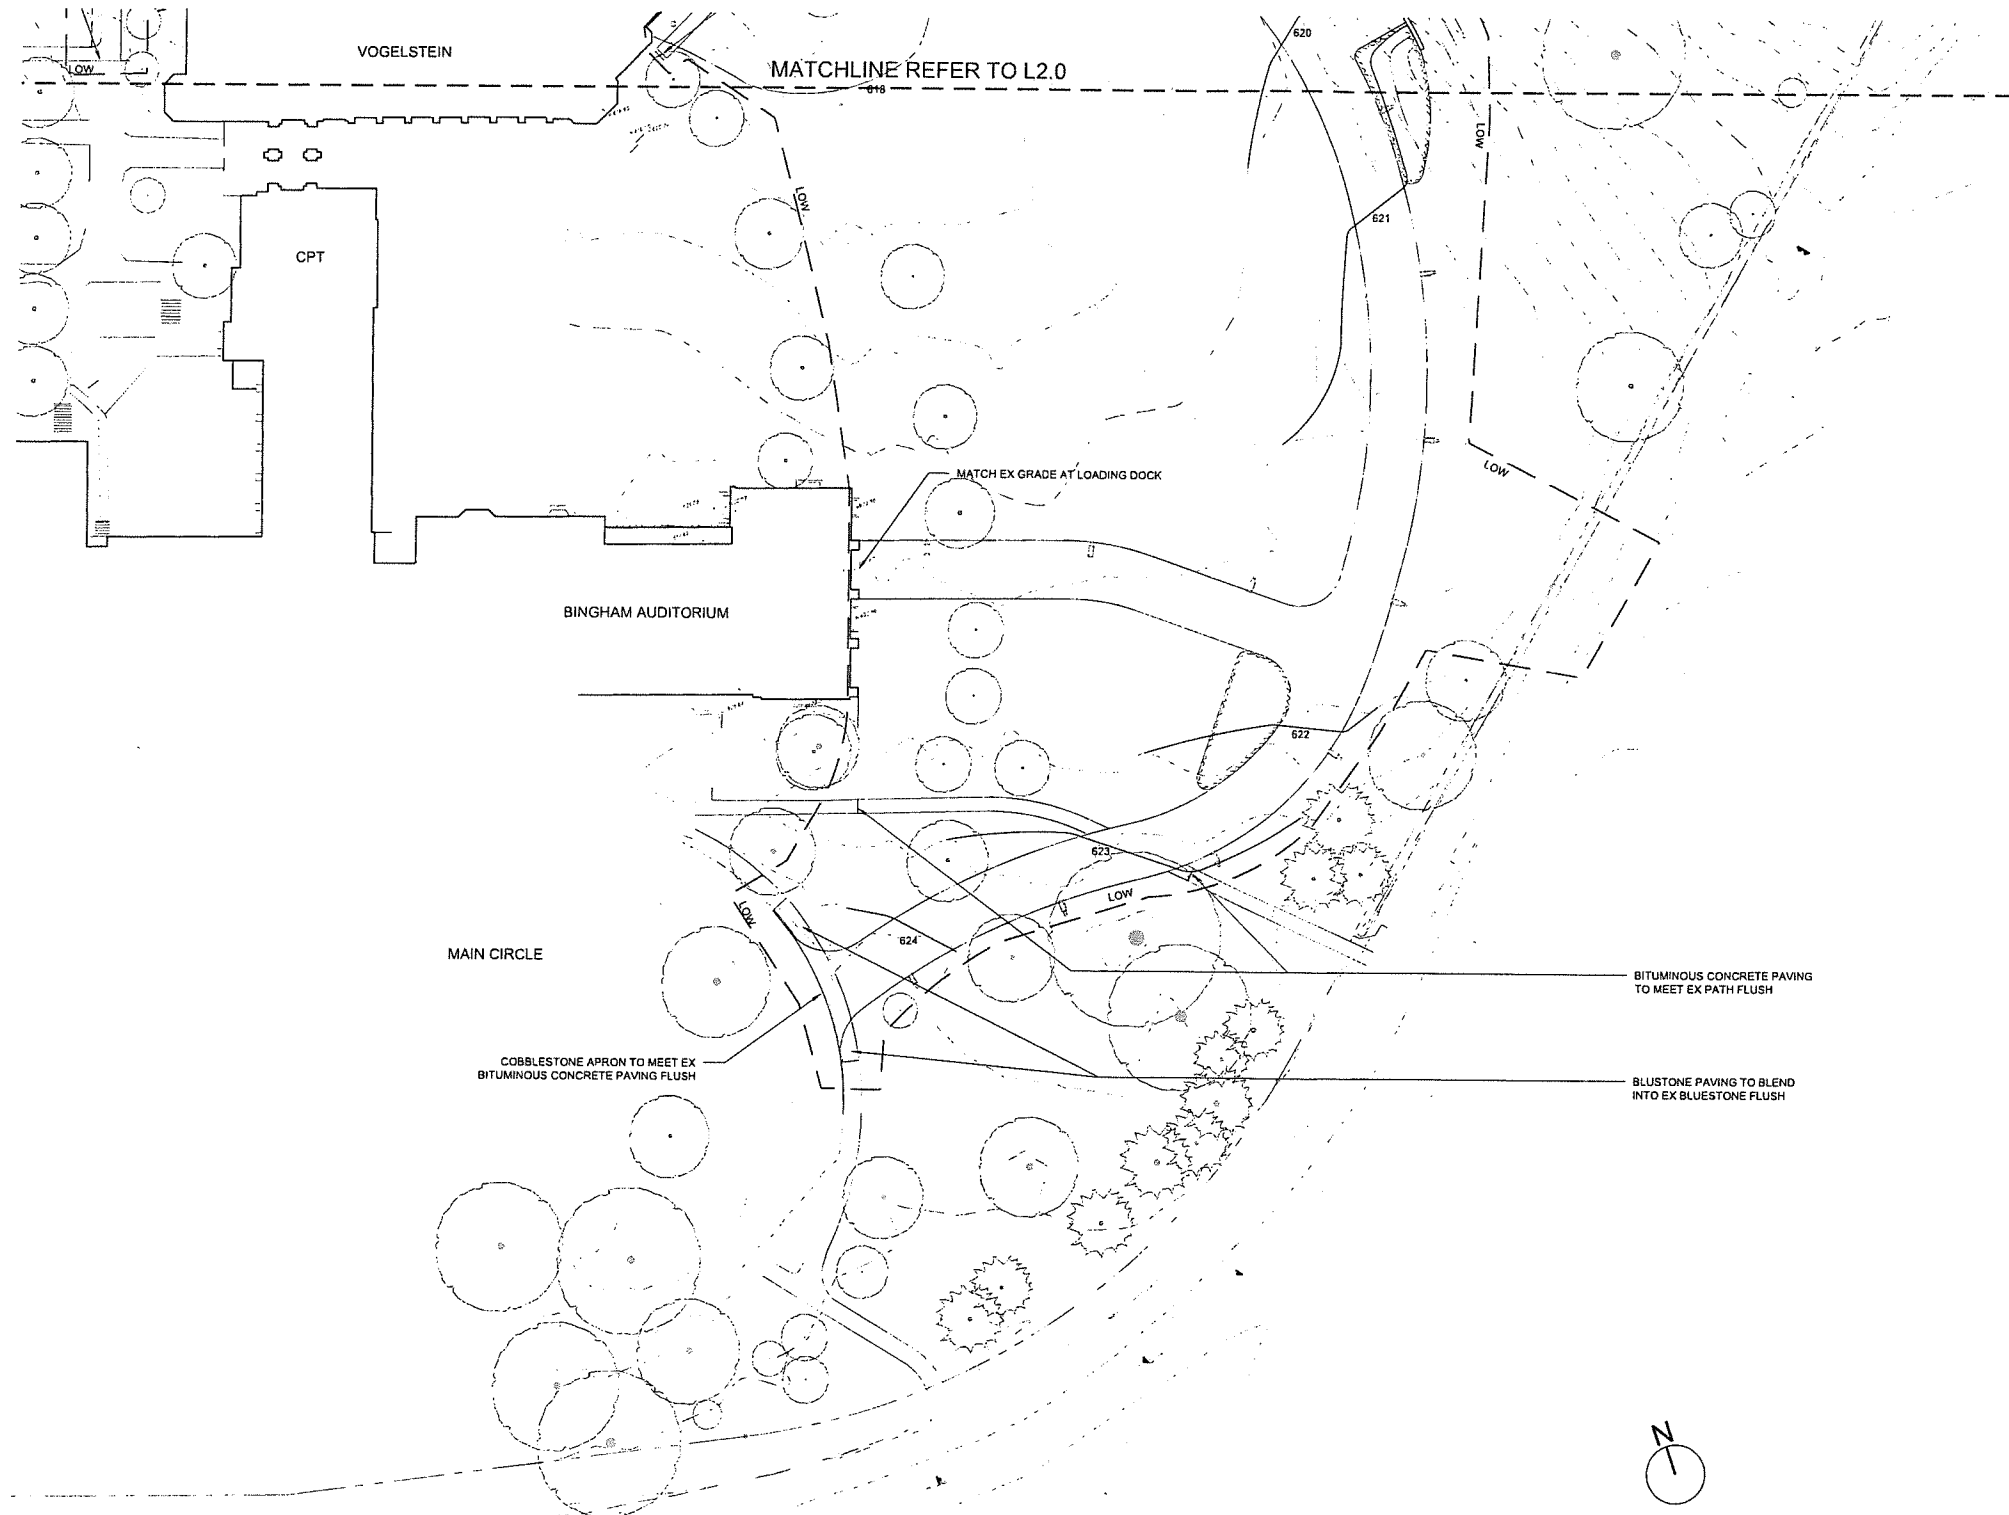 VOGELSTEIN
620
LOW
MATCHLINE REFER TO L2.0
618
LOW
LOW
621
CPT
LOW
MATCH EX GRADE AT LOADING DOCK
BINGHAM AUDITORIUM
622
623
LOW
LOW
624
MAIN CIRCLE
BITUMINOUS CONCRETE PAVING
TO MEET EX PATH FLUSH
COBBLESTONE APRON TO MEET EX
BITUMINOUS CONCRETE PAVING FLUSH
BLUSTONE PAVING TO BLEND
INTO EX BLUESTONE FLUSH
N